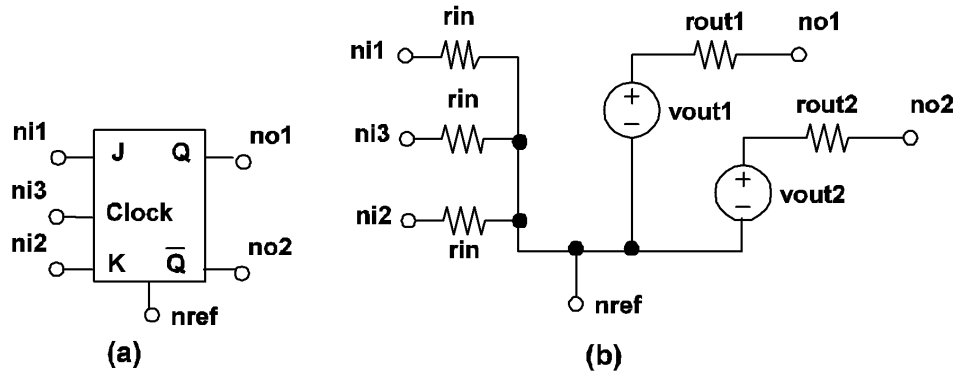 ni1
J
Q
no1
ni3
Clock
ni2
K
Q̅
no2
nref
(a)
rin
ni1
rin
ni3
ni2
rin
rout1
no1
+
−
vout1
rout2
no2
+
−
vout2
nref
(b)